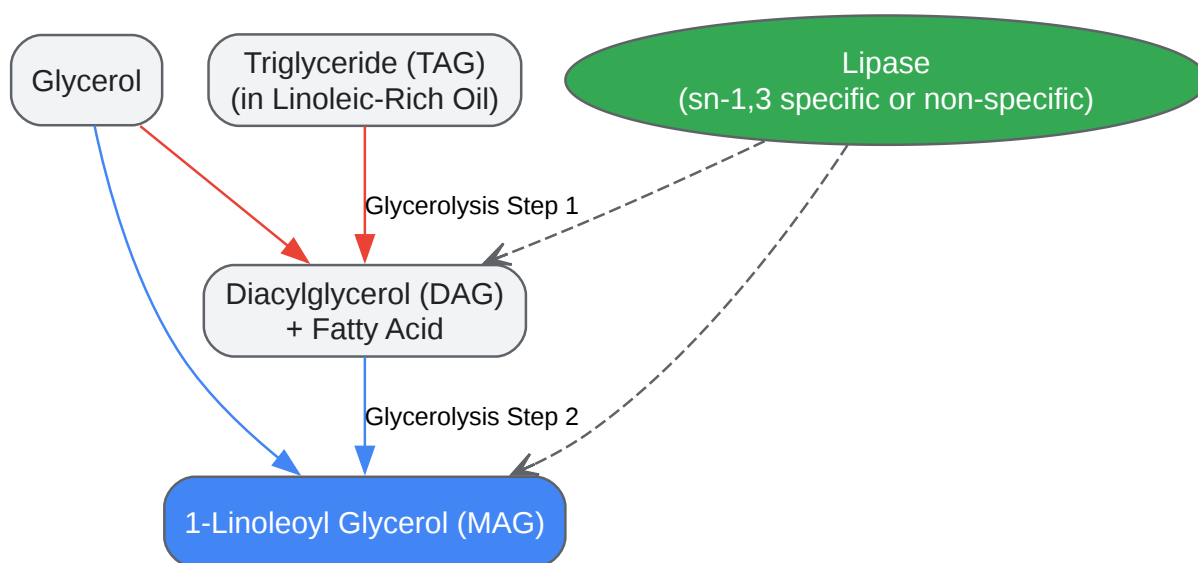 Glycerol
Triglyceride (TAG)
(in Linoleic-Rich Oil)
Lipase
(sn-1,3 specific or non-specific)
Glycerolysis Step 1
Diacylglycerol (DAG)
+ Fatty Acid
Glycerolysis Step 2
1-Linoleoyl Glycerol (MAG)